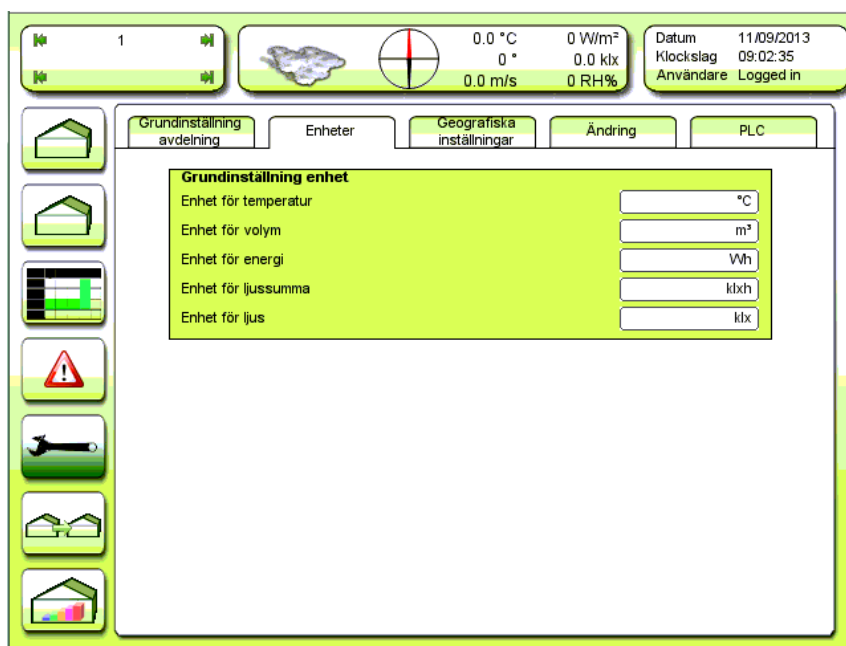 1
0.0 °C 0 W/m²
0 ° 0.0 klx
0.0 m/s 0 RH%
Datum 11/09/2013
Klockslag 09:02:35
Användare Logged in
Grundinställning avdelning
Enheter
Geografiska inställningar
Ändring
PLC
Grundinställning enhet
Enhet för temperatur °C
Enhet för volym m³
Enhet för energi Wh
Enhet för ljussumma klxh
Enhet för ljus klx